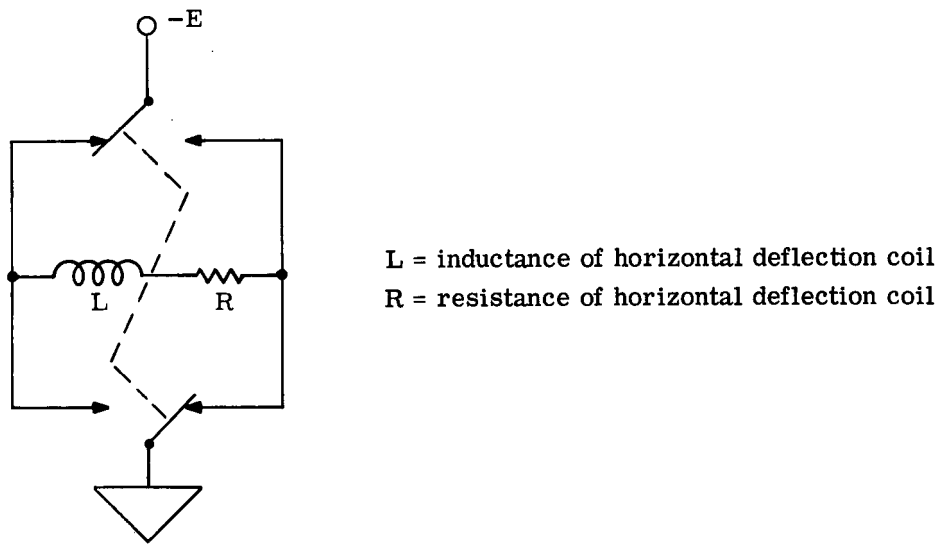 -E
L
R
L = inductance of horizontal deflection coil
R = resistance of horizontal deflection coil